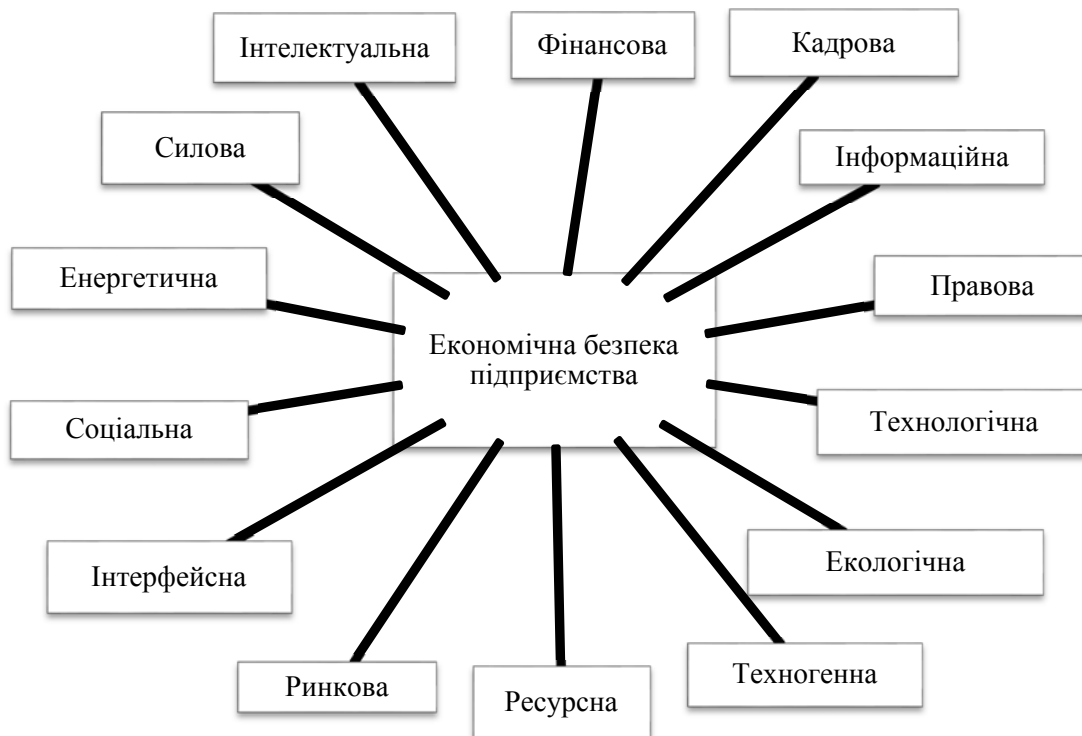 Інтелектуальна
Фінансова
Кадрова
Силова
Інформаційна
Енергетична
Правова
Економічна безпека
підприємства
Соціальна
Технологічна
Інтерфейсна
Екологічна
Ринкова
Ресурсна
Техногенна